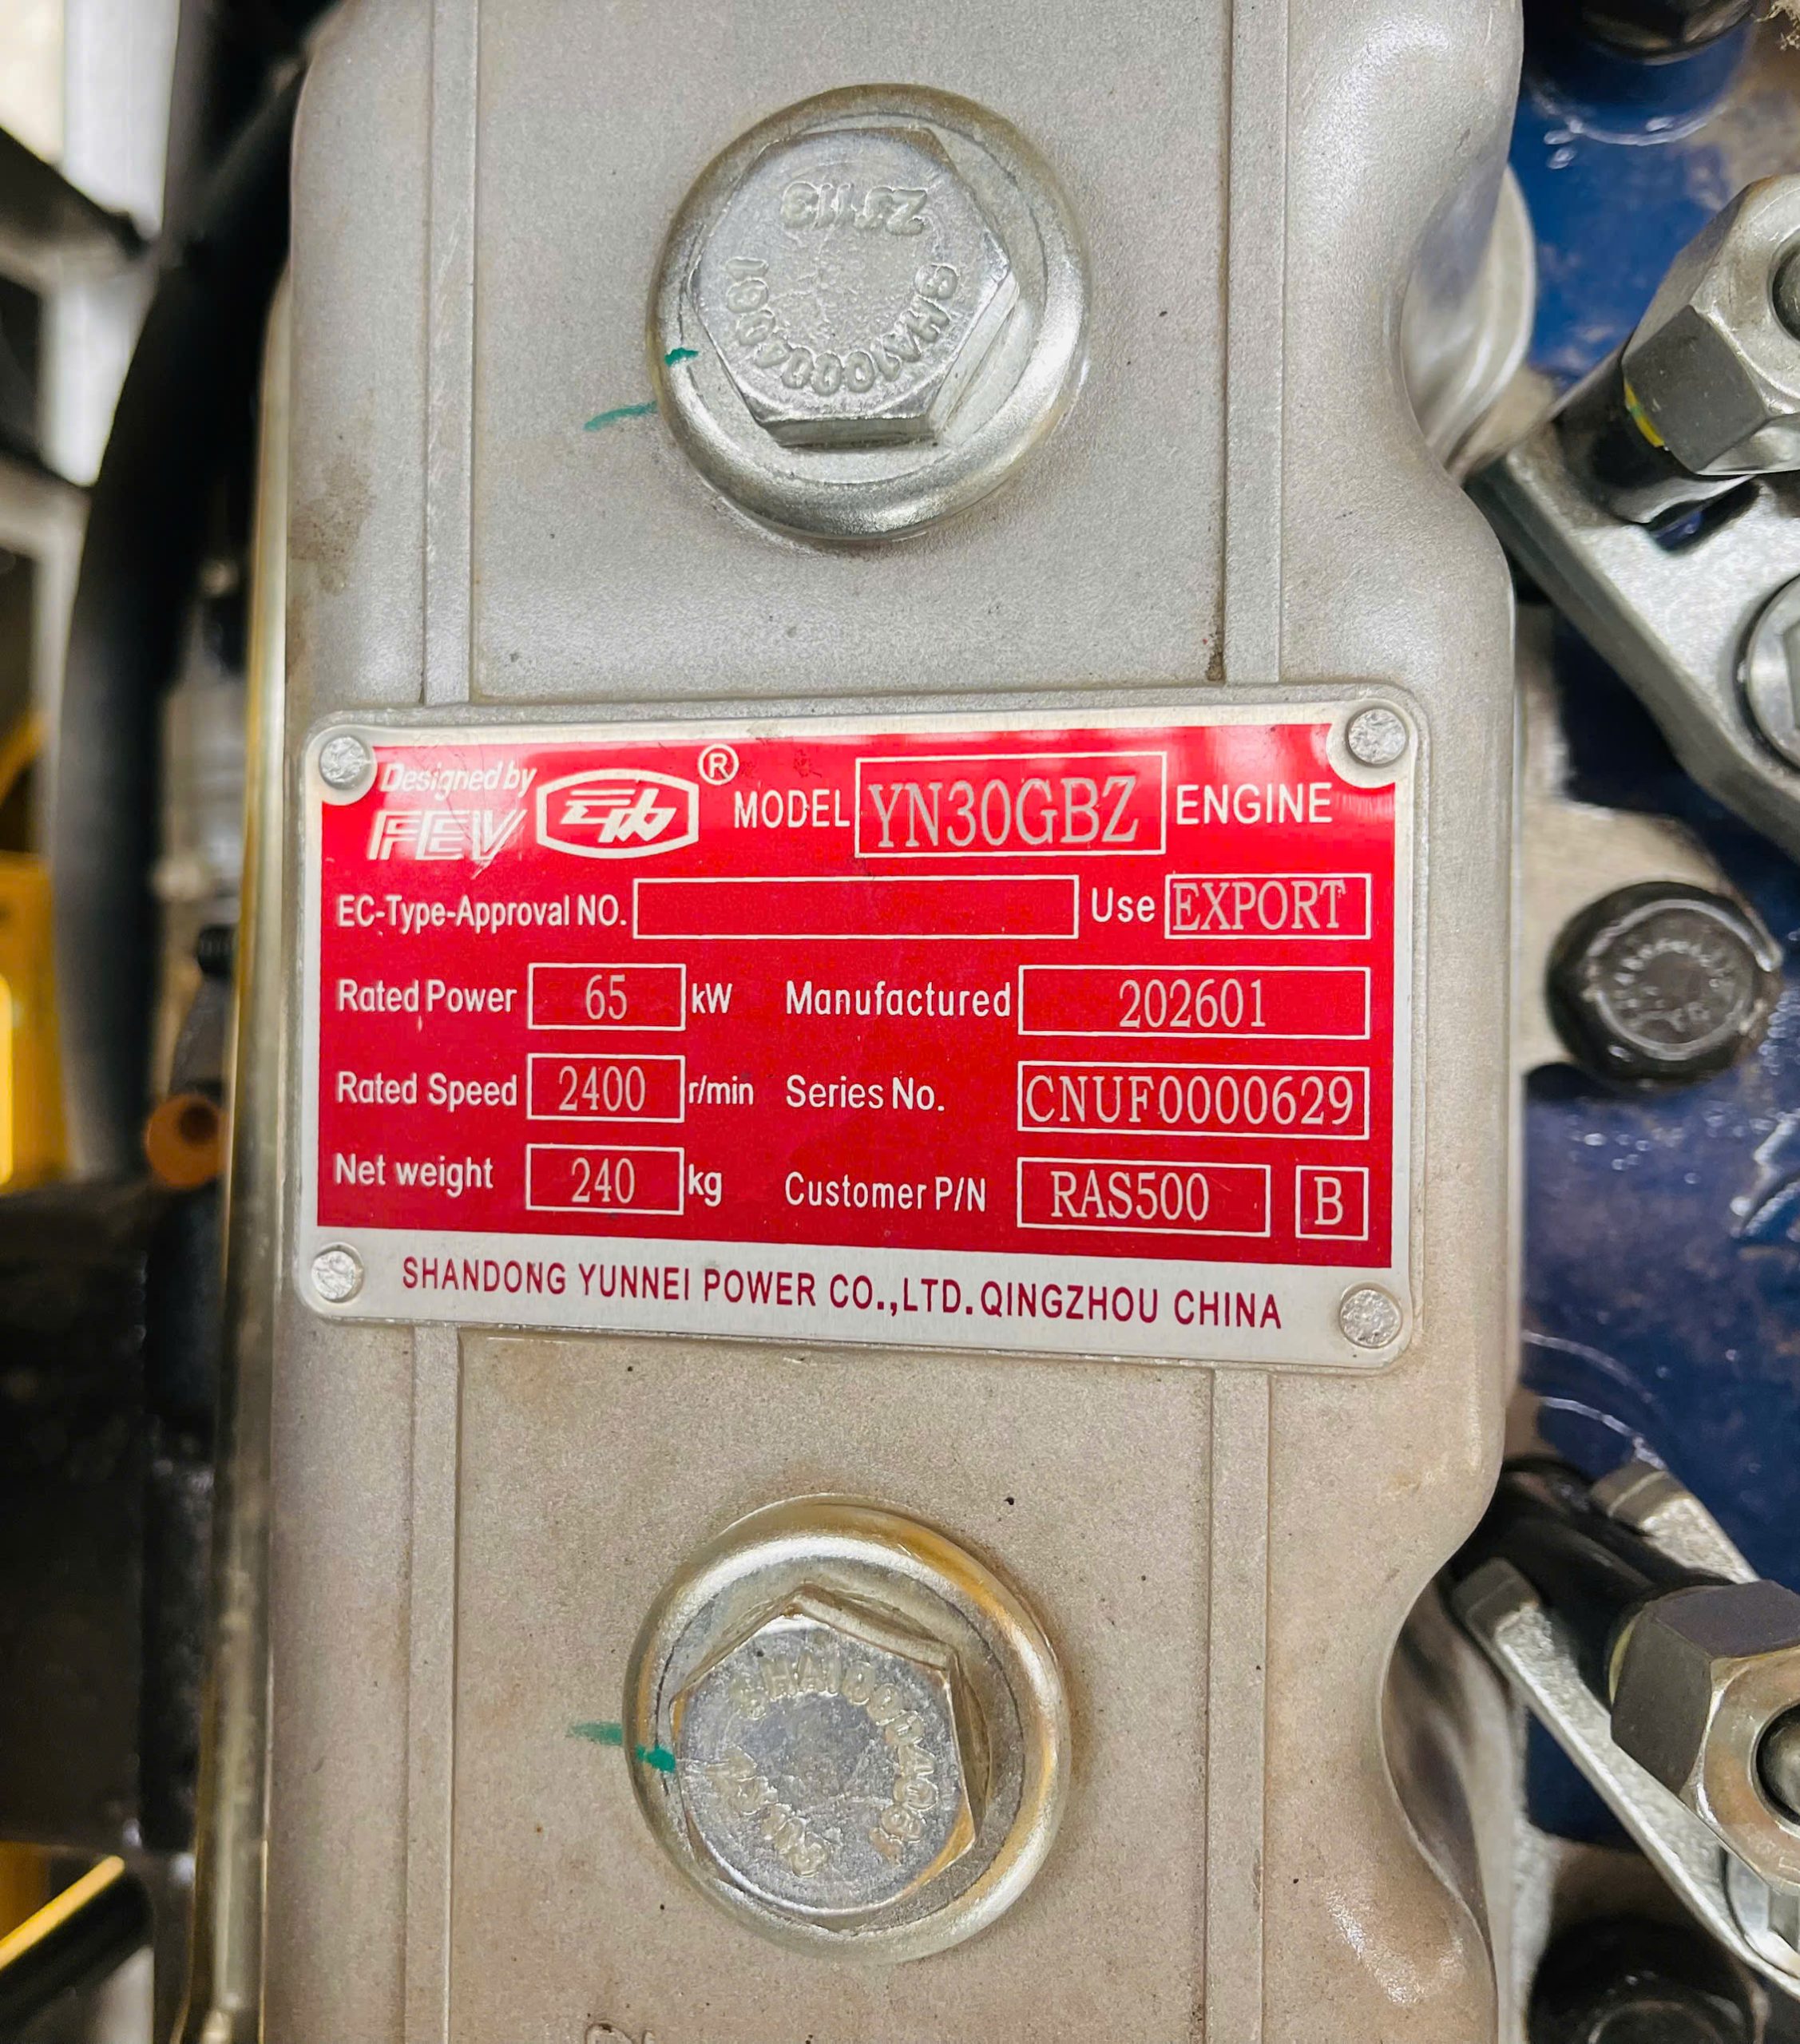 Z3113
SHA10004001
Designed by
FEV
® MODEL YN30GBZ ENGINE
EC-Type-Approval NO. Use EXPORT
Rated Power 65 kW Manufactured 202601
Rated Speed 2400 r/min Series No. CNUF0000629
Net weight 240 kg Customer P/N RAS500 B
SHANDONG YUNNEI POWER CO.,LTD.QINGZHOU CHINA